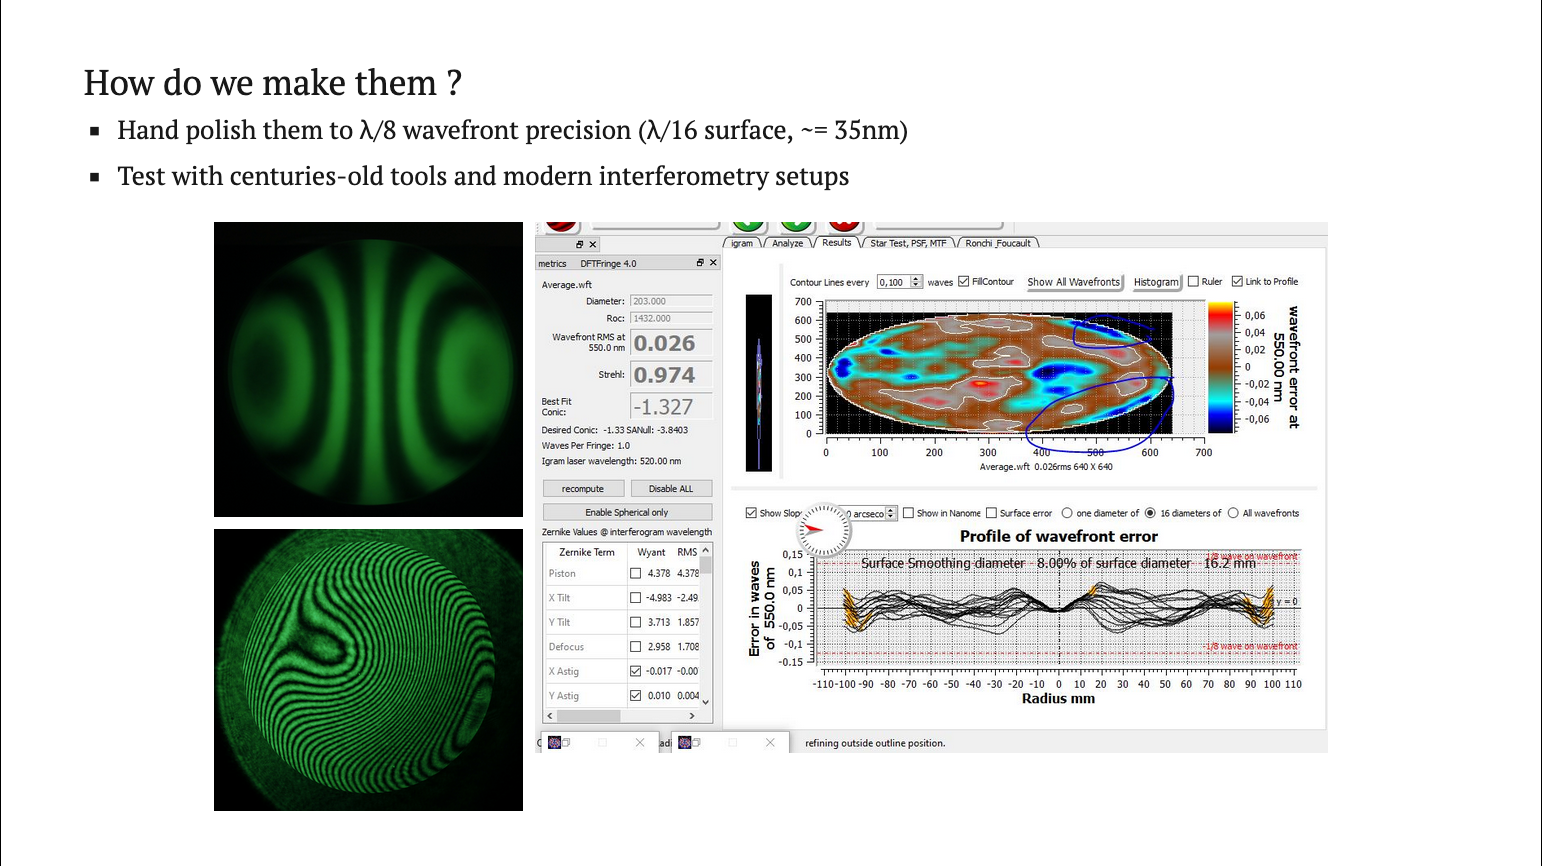 How do we make them ?
▪ Hand polish them to λ/8 wavefront precision (λ/16 surface, ~= 35nm)
▪ Test with centuries-old tools and modern interferometry setups
igram Analyze Results Star Test, PSF, MTF Ronchi_Foucault
metrics DFTFringe 4.0
Average.wft
Diameter: 203.000
Roc: 1432.000
Wavefront RMS at
550.0 nm 0.026
Strehl: 0.974
Best Fit
Conic: -1.327
Desired Conic: -1.33 SANull: -3.8403
Waves Per Fringe: 1.0
Igram laser wavelength: 520.00 nm
recompute Disable ALL
Enable Spherical only
Zernike Values @ interferogram wavelength
Zernike Term Wyant RMS
Piston 4.378 4.378
X Tilt -4.983 -2.49
Y Tilt 3.713 1.857
Defocus 2.958 1.708
X Astig -0.017 -0.00
Y Astig 0.010 0.004
Contour Lines every 0,100 waves FillContour Show All Wavefronts Histogram Ruler Link to Profile
700
600
500
400
300
200
100
0
0 100 200 300 400 500 600 700
Average.wft 0.026rms 640 X 640
0,06
0,04
0,02
0
-0,02
-0,04
-0,06
wavefront error at
550.00 nm
Show Slop 0 arcseco Show in Nanome Surface error one diameter of 16 diameters of All wavefronts
Profile of wavefront error
Surface Smoothing diameter 8.00% of surface diameter 16.2 mm
1/8 wave on wavefront
y = 0
-1/8 wave on wavefront
Error in waves
of 550.0 nm
0,15
0,1
0,05
0
-0,05
-0,1
-0.15
-110 -100 -90 -80 -70 -60 -50 -40 -30 -20 -10 0 10 20 30 40 50 60 70 80 90 100 110
Radius mm
adi
refining outside outline position.